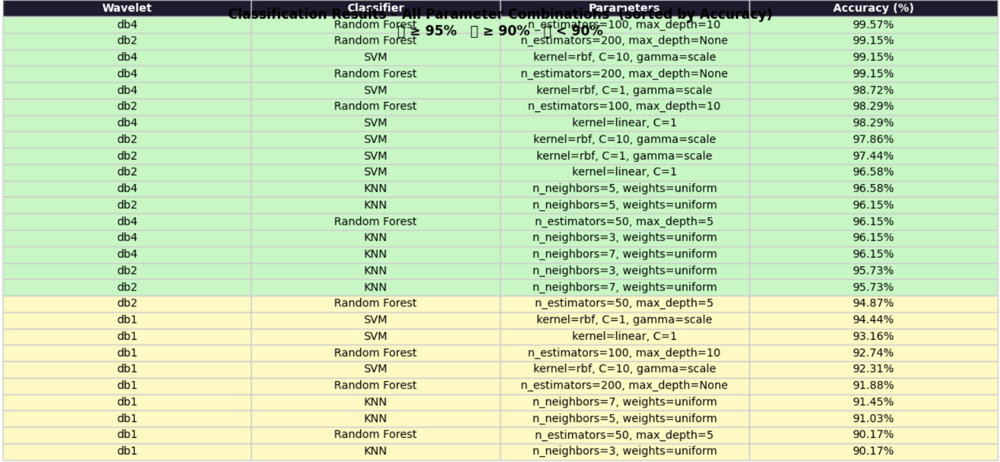 Wavelet Classifier Parameters Accuracy (%)
Classification Results – All Parameter Combinations (sorted by Accuracy)
db4 Random Forest n_estimators=100, max_depth=10 99.57%
≥ 95% ≥ 90% < 90%
db2 Random Forest n_estimators=200, max_depth=None 99.15%
db4 SVM kernel=rbf, C=10, gamma=scale 99.15%
db4 Random Forest n_estimators=200, max_depth=None 99.15%
db4 SVM kernel=rbf, C=1, gamma=scale 98.72%
db2 Random Forest n_estimators=100, max_depth=10 98.29%
db4 SVM kernel=linear, C=1 98.29%
db2 SVM kernel=rbf, C=10, gamma=scale 97.86%
db2 SVM kernel=rbf, C=1, gamma=scale 97.44%
db2 SVM kernel=linear, C=1 96.58%
db4 KNN n_neighbors=5, weights=uniform 96.58%
db2 KNN n_neighbors=5, weights=uniform 96.15%
db4 Random Forest n_estimators=50, max_depth=5 96.15%
db4 KNN n_neighbors=3, weights=uniform 96.15%
db4 KNN n_neighbors=7, weights=uniform 96.15%
db2 KNN n_neighbors=3, weights=uniform 95.73%
db2 KNN n_neighbors=7, weights=uniform 95.73%
db2 Random Forest n_estimators=50, max_depth=5 94.87%
db1 SVM kernel=rbf, C=1, gamma=scale 94.44%
db1 SVM kernel=linear, C=1 93.16%
db1 Random Forest n_estimators=100, max_depth=10 92.74%
db1 SVM kernel=rbf, C=10, gamma=scale 92.31%
db1 Random Forest n_estimators=200, max_depth=None 91.88%
db1 KNN n_neighbors=7, weights=uniform 91.45%
db1 KNN n_neighbors=5, weights=uniform 91.03%
db1 Random Forest n_estimators=50, max_depth=5 90.17%
db1 KNN n_neighbors=3, weights=uniform 90.17%